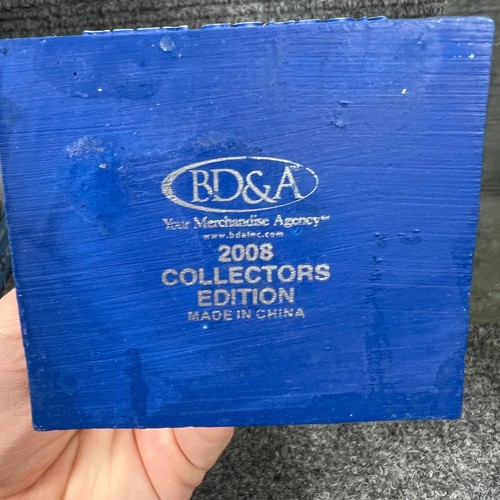 BD&A
Your Merchandise Agency™
www.bdainc.com
2008
COLLECTORS
EDITION
MADE IN CHINA